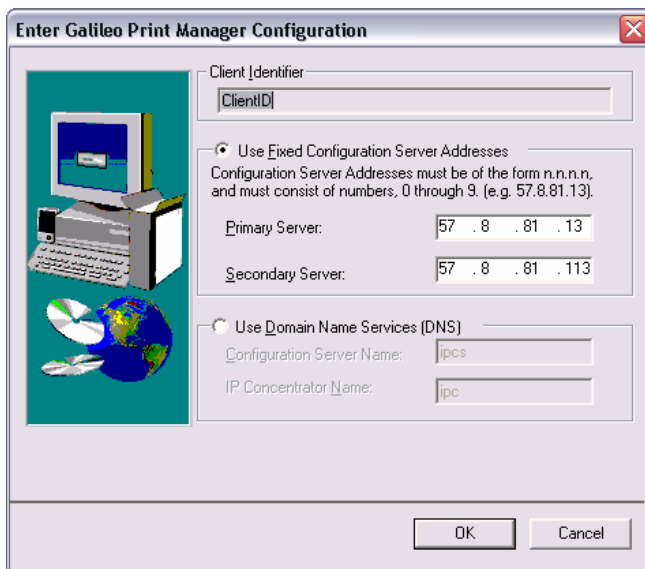 Enter Galileo Print Manager Configuration
Client Identifier
ClientID
Use Fixed Configuration Server Addresses
Configuration Server Addresses must be of the form n.n.n.n,
and must consist of numbers, 0 through 9. (e.g. 57.8.81.13).
Primary Server: 57 . 8 . 81 . 13
Secondary Server: 57 . 8 . 81 . 113
Use Domain Name Services (DNS)
Configuration Server Name: ipcs
IP Concentrator Name: ipc
OK Cancel